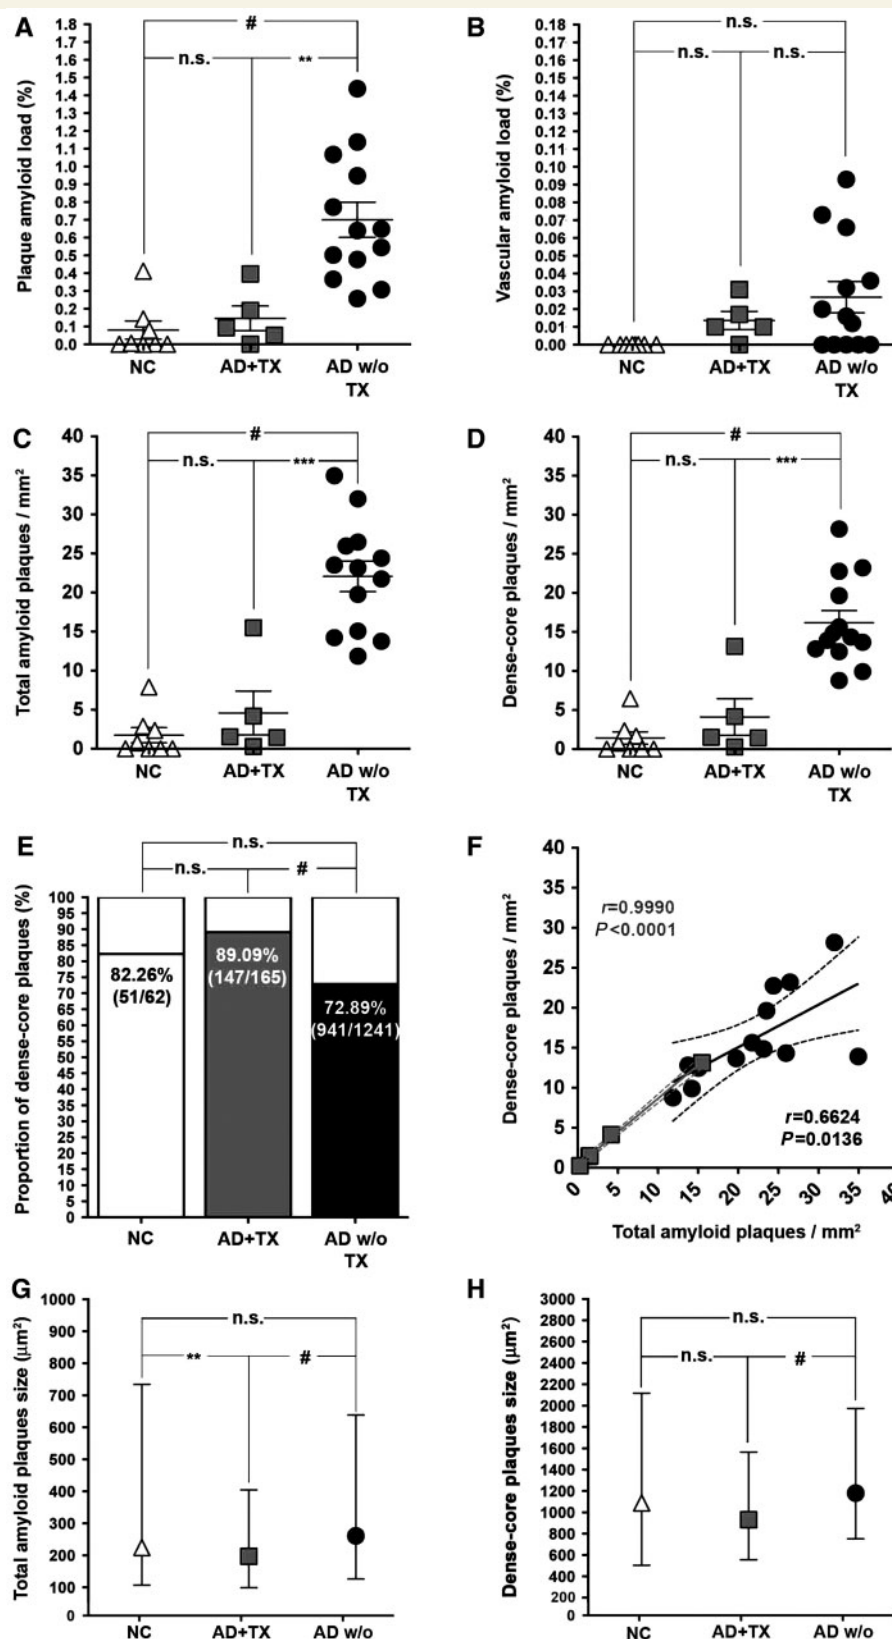 A
Plaque amyloid load (%)
1.8
1.7
1.6
1.5
1.4
1.3
1.2
1.1
1.0
0.9
0.8
0.7
0.6
0.5
0.4
0.3
0.2
0.1
0.0
#
n.s.
**
NC
AD+TX
AD w/o
TX
B
Vascular amyloid load (%)
0.18
0.17
0.16
0.15
0.14
0.13
0.12
0.11
0.10
0.09
0.08
0.07
0.06
0.05
0.04
0.03
0.02
0.01
0.00
n.s.
n.s.
n.s.
NC
AD+TX
AD w/o
TX
C
Total amyloid plaques / mm²
40
35
30
25
20
15
10
5
0
#
n.s.
***
NC
AD+TX
AD w/o
TX
D
Dense-core plaques / mm²
40
35
30
25
20
15
10
5
0
#
n.s.
***
NC
AD+TX
AD w/o
TX
E
Proportion of dense-core plaques (%)
100
95
90
85
80
75
70
65
60
55
50
45
40
35
30
25
20
15
10
5
0
n.s.
n.s.
#
82.26%
(51/62)
89.09%
(147/165)
72.89%
(941/1241)
NC
AD+TX
AD w/o
TX
F
Dense-core plaques / mm²
40
35
30
25
20
15
10
5
0
r=0.9990
P<0.0001
r=0.6624
P=0.0136
0
5
10
15
20
25
30
35
40
Total amyloid plaques / mm²
G
Total amyloid plaques size (µm²)
1000
900
800
700
600
500
400
300
200
100
0
n.s.
**
#
NC
AD+TX
AD w/o
H
Dense-core plaques size (µm²)
3000
2800
2600
2400
2200
2000
1800
1600
1400
1200
1000
800
600
400
200
0
n.s.
n.s.
#
NC
AD+TX
AD w/o